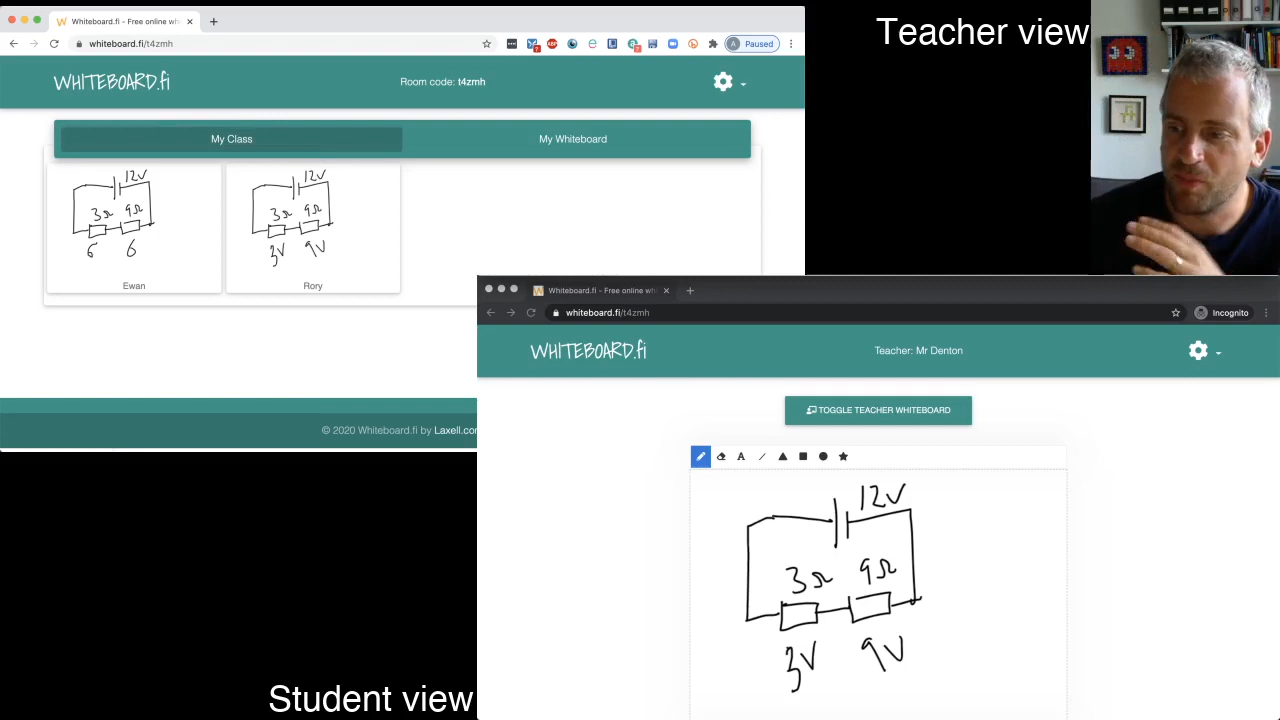 Teacher view
Whiteboard.fi - Free online wh
whiteboard.fi/t4zmh
Paused
WHITEBOARD.fi
Room code: t4zmh
My Class
My Whiteboard
12V
3Ω 9Ω
6 6
Ewan
12V
3Ω 9Ω
3V 9V
Rory
© 2020 Whiteboard.fi by Laxell.com
Whiteboard.fi - Free online wh
whiteboard.fi/t4zmh
Incognito
WHITEBOARD.fi
Teacher: Mr Denton
TOGGLE TEACHER WHITEBOARD
A
12V
3Ω 9Ω
3V 9V
Student view